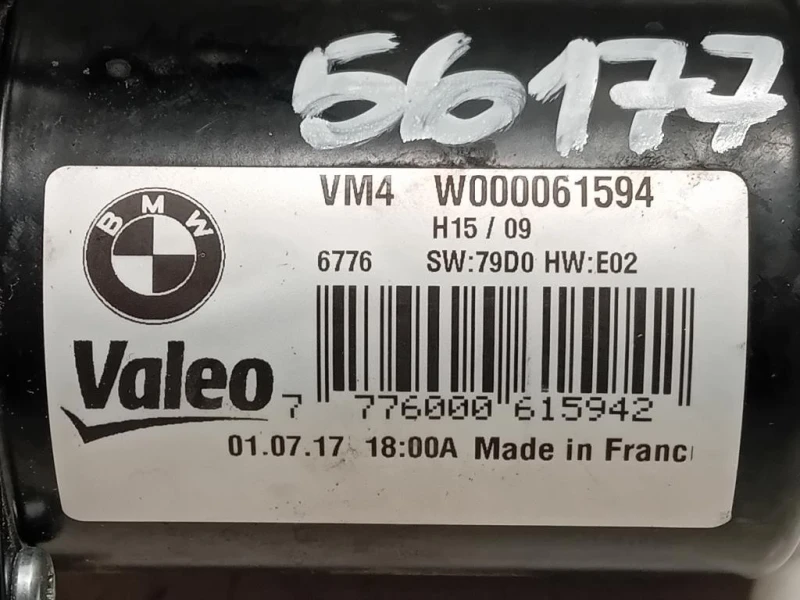 56177
VM4 W000061594
H15 / 09
BMW
6776 SW:79D0 HW:E02
Valeo
7 776000 615942
01.07.17 18:00A Made in Franc